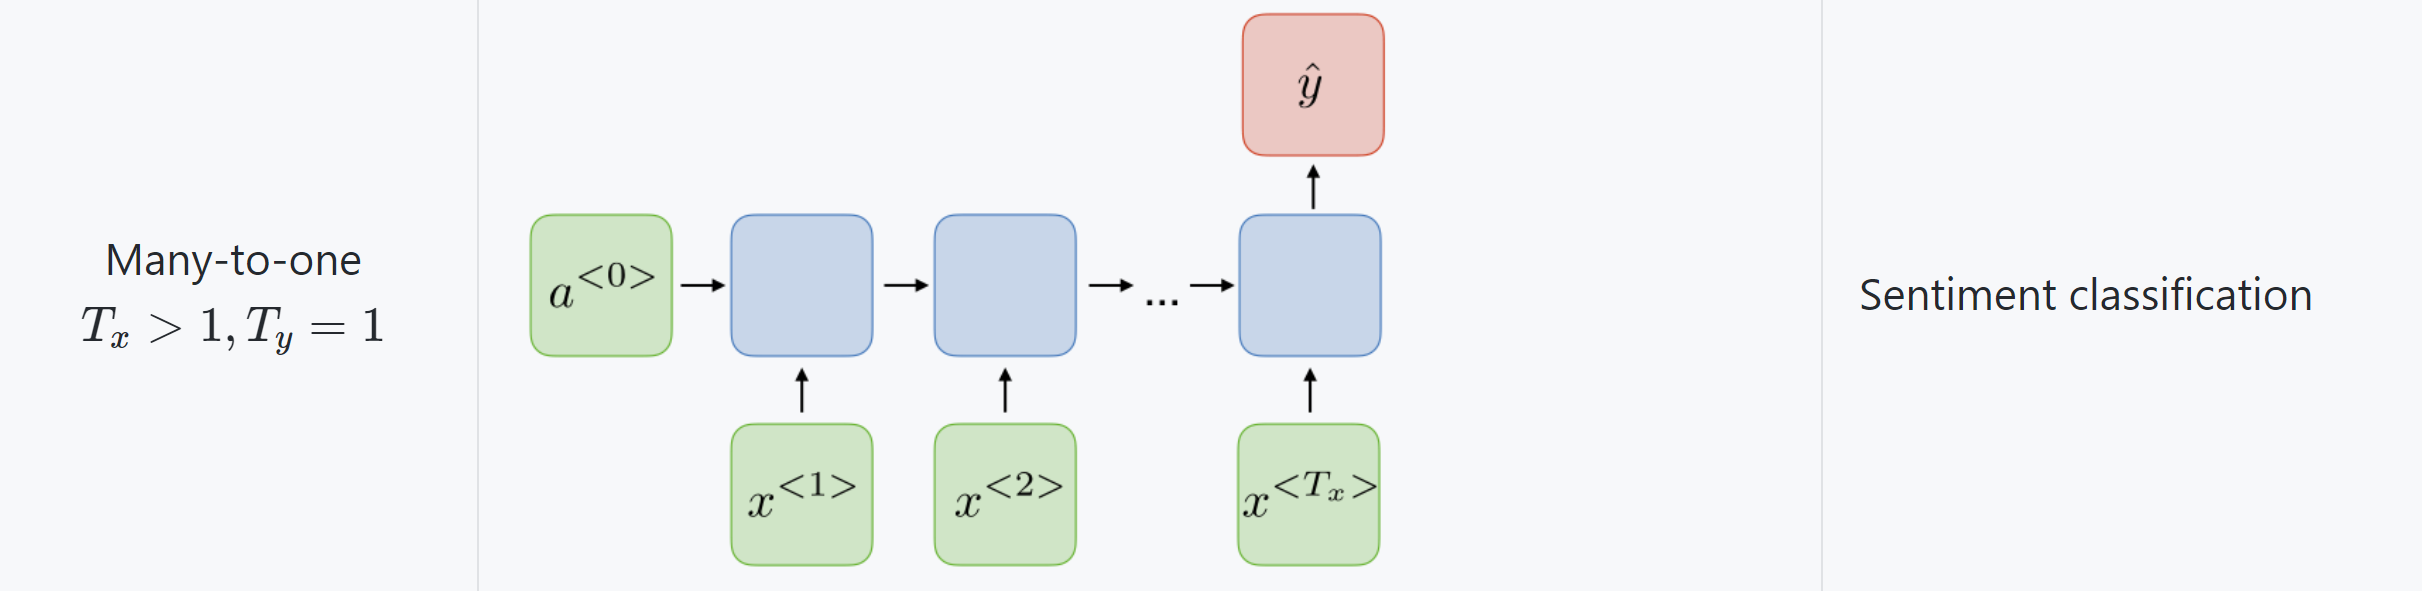 Many-to-one
T_x > 1, T_y = 1
ŷ
a^{<0>}
...
x^{<1>}
x^{<2>}
x^{<T_x>}
Sentiment classification